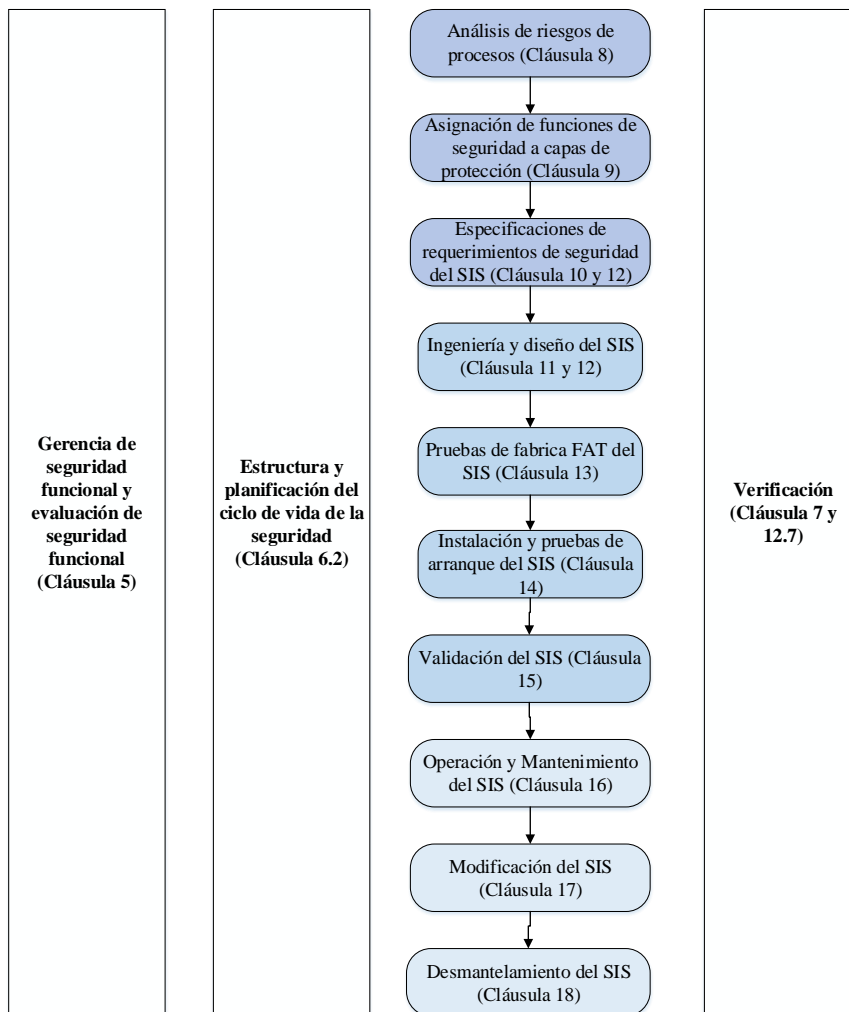 Gerencia de
seguridad
funcional y
evaluación de
seguridad
funcional
(Cláusula 5)
Estructura y
planificación del
ciclo de vida de la
seguridad
(Cláusula 6.2)
Análisis de riesgos de
procesos (Cláusula 8)
Asignación de funciones de
seguridad a capas de
protección (Cláusula 9)
Especificaciones de
requerimientos de seguridad
del SIS (Cláusula 10 y 12)
Ingeniería y diseño del SIS
(Cláusula 11 y 12)
Pruebas de fabrica FAT del
SIS (Cláusula 13)
Instalación y pruebas de
arranque del SIS (Cláusula
14)
Validación del SIS (Cláusula
15)
Operación y Mantenimiento
del SIS (Cláusula 16)
Modificación del SIS
(Cláusula 17)
Desmantelamiento del SIS
(Cláusula 18)
Verificación
(Cláusula 7 y
12.7)